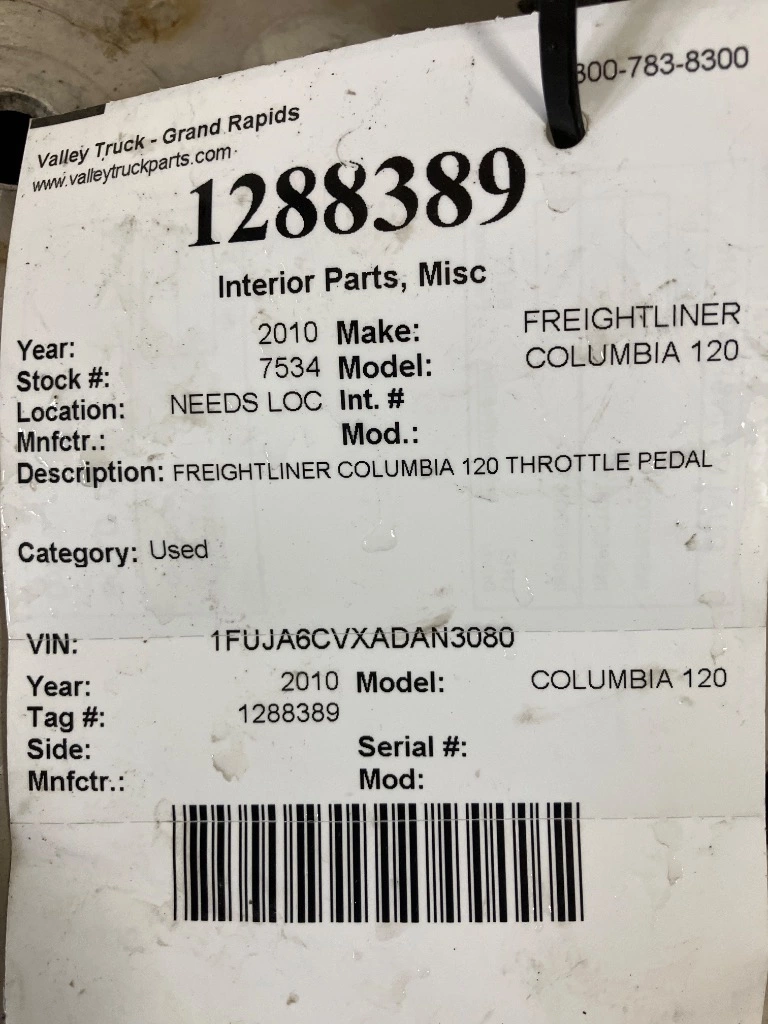 800-783-8300
Valley Truck - Grand Rapids
www.valleytruckparts.com
1288389
Interior Parts, Misc
Year: 2010 Make: FREIGHTLINER
Stock #: 7534 Model: COLUMBIA 120
Location: NEEDS LOC Int. #
Mnfctr.: Mod.:
Description: FREIGHTLINER COLUMBIA 120 THROTTLE PEDAL
Category: Used
VIN: 1FUJA6CVXADAN3080
Year: 2010 Model: COLUMBIA 120
Tag #: 1288389
Side: Serial #:
Mnfctr.: Mod: